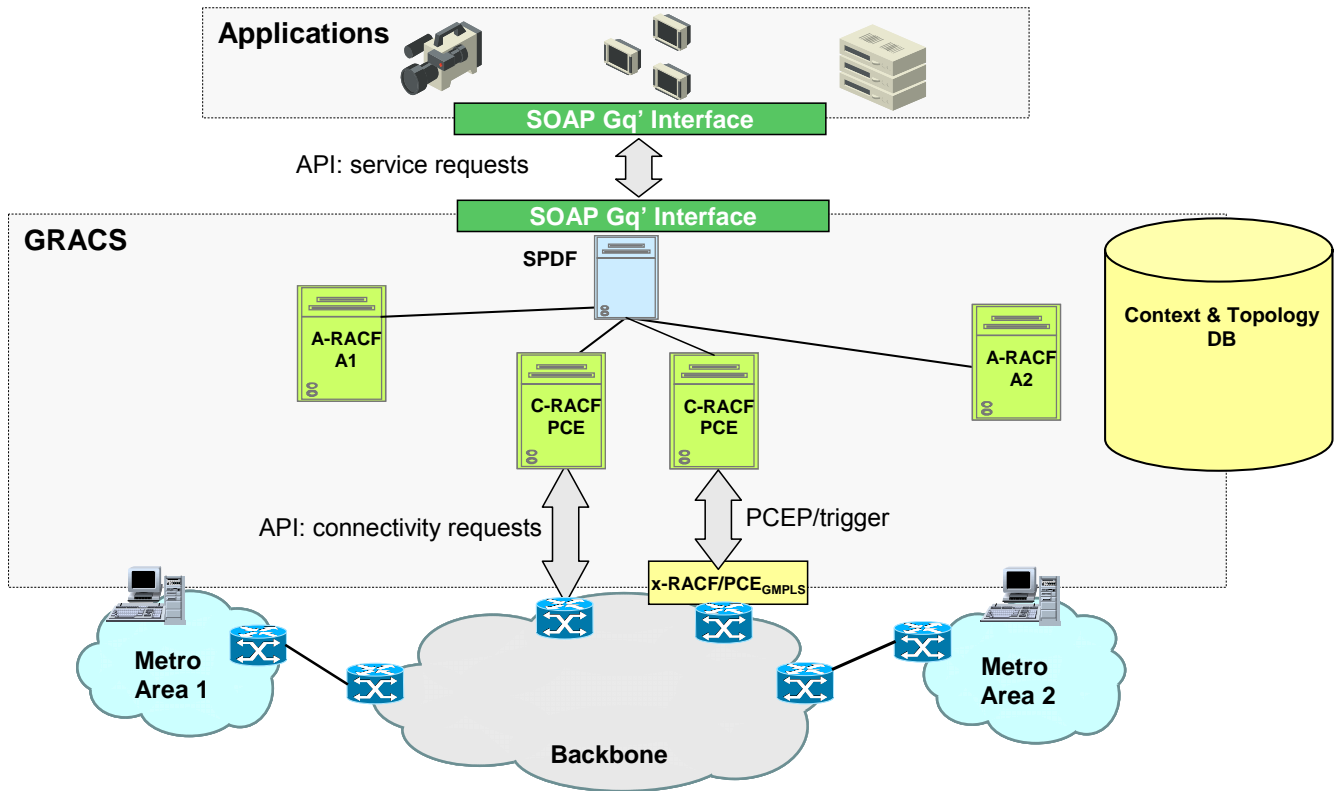 Applications
SOAP Gq’ Interface
API: service requests
SOAP Gq’ Interface
GRACS
SPDF
A-RACF
A1
C-RACF
PCE
C-RACF
PCE
A-RACF
A2
Context & Topology
DB
API: connectivity requests
PCEP/trigger
x-RACF/PCEGMPLS
Metro
Area 1
Metro
Area 2
Backbone